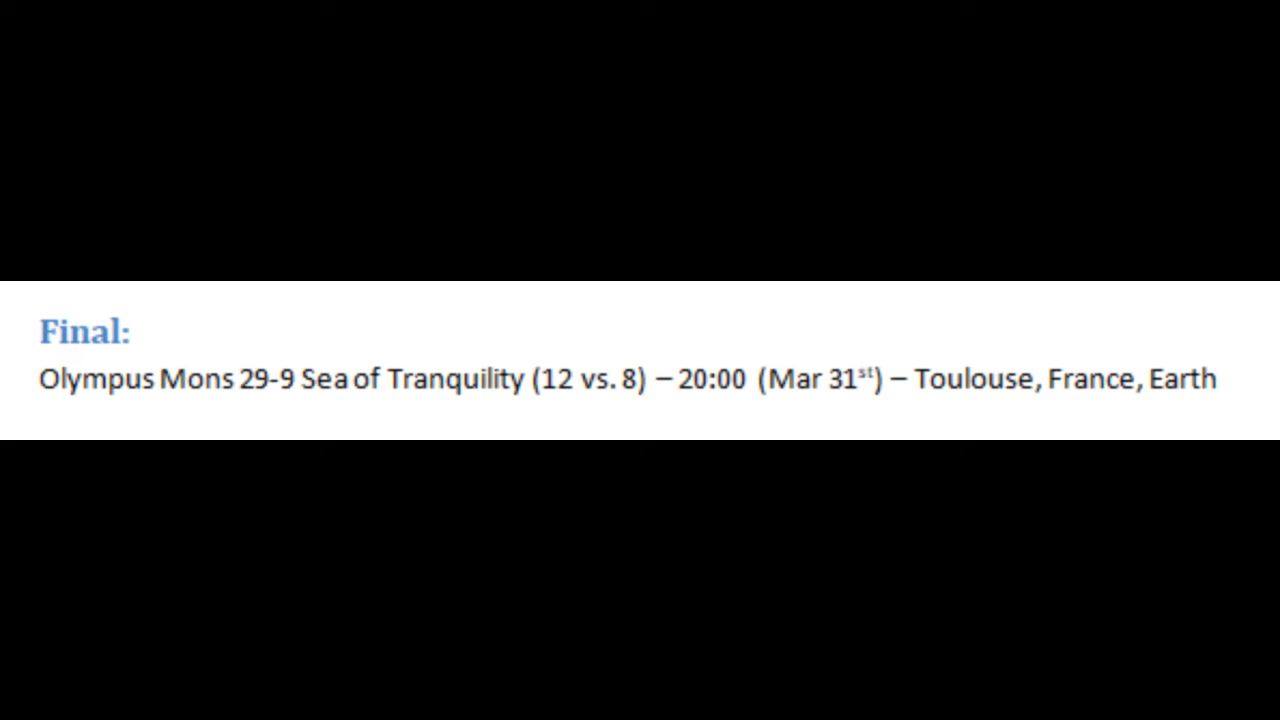 Final:
Olympus Mons 29-9 Sea of Tranquility (12 vs. 8) – 20:00 (Mar 31st) – Toulouse, France, Earth